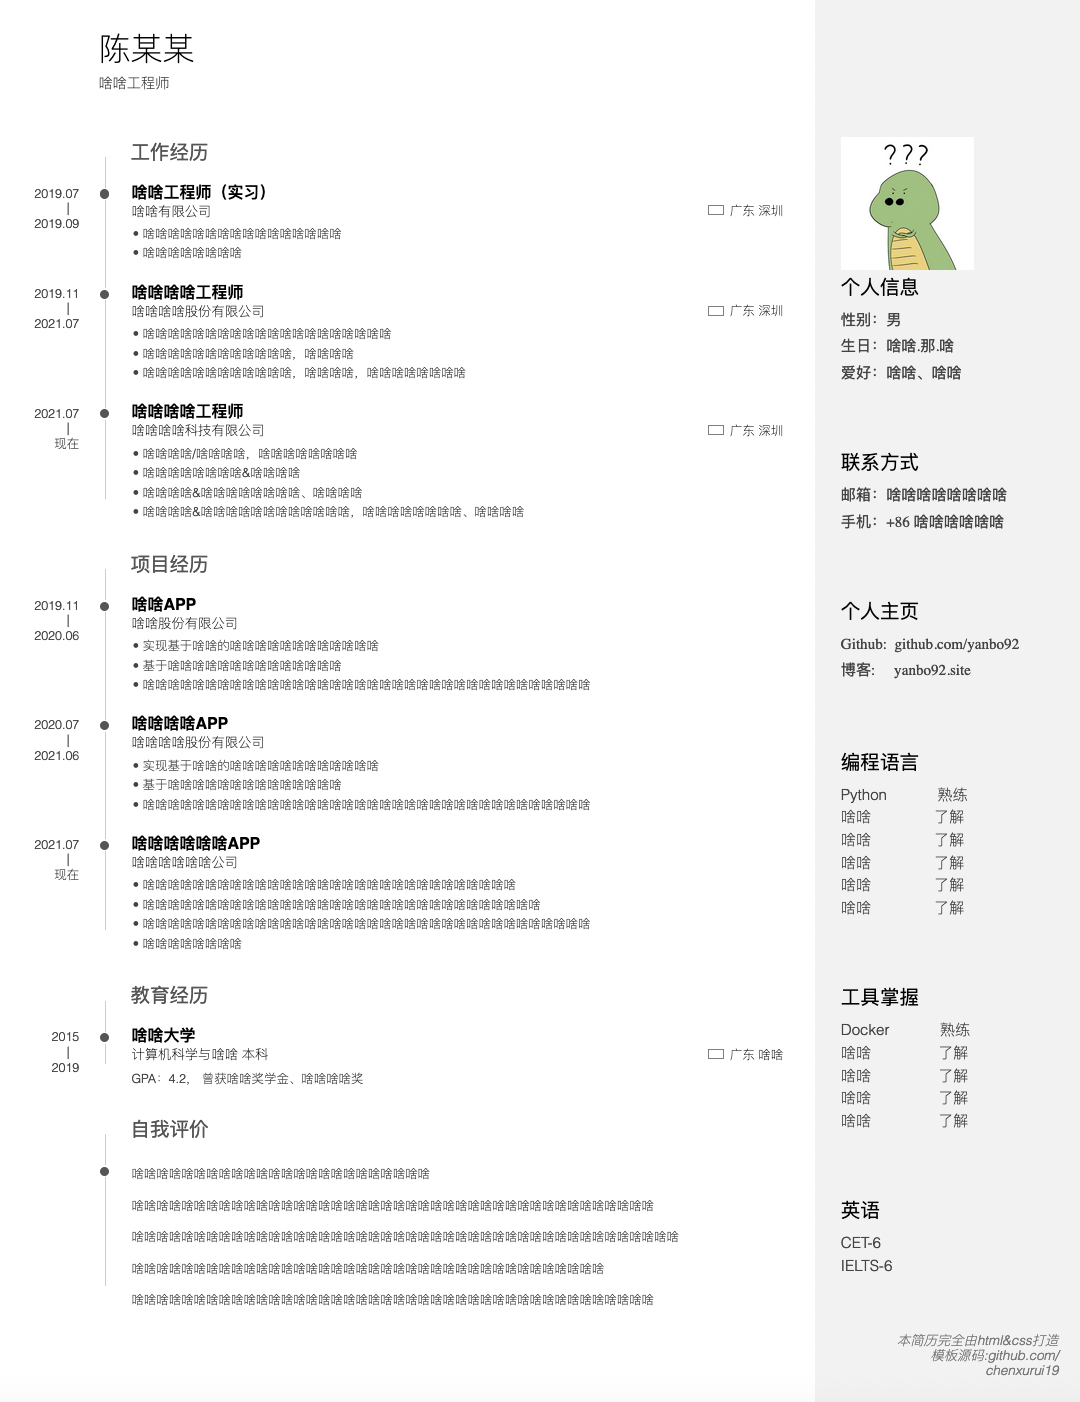 陈某某
啥啥工程师
工作经历
2019.07
|
2019.09
啥啥工程师（实习）
啥啥有限公司
广东 深圳
• 啥啥啥啥啥啥啥啥啥啥啥啥啥啥啥啥
• 啥啥啥啥啥啥啥啥
2019.11
|
2021.07
啥啥啥啥工程师
啥啥啥啥股份有限公司
广东 深圳
• 啥啥啥啥啥啥啥啥啥啥啥啥啥啥啥啥啥啥啥啥
• 啥啥啥啥啥啥啥啥啥啥啥啥，啥啥啥啥
• 啥啥啥啥啥啥啥啥啥啥啥啥，啥啥啥啥，啥啥啥啥啥啥啥啥
2021.07
|
现在
啥啥啥啥工程师
啥啥啥啥科技有限公司
广东 深圳
• 啥啥啥啥/啥啥啥啥，啥啥啥啥啥啥啥啥
• 啥啥啥啥啥啥啥啥&啥啥啥啥
• 啥啥啥啥&啥啥啥啥啥啥啥啥、啥啥啥啥
• 啥啥啥啥&啥啥啥啥啥啥啥啥啥啥啥啥，啥啥啥啥啥啥啥啥、啥啥啥啥
项目经历
2019.11
|
2020.06
啥啥APP
啥啥股份有限公司
• 实现基于啥啥的啥啥啥啥啥啥啥啥啥啥啥啥
• 基于啥啥啥啥啥啥啥啥啥啥啥啥啥啥
• 啥啥啥啥啥啥啥啥啥啥啥啥啥啥啥啥啥啥啥啥啥啥啥啥啥啥啥啥啥啥啥啥啥啥啥啥
2020.07
|
2021.06
啥啥啥啥APP
啥啥啥啥股份有限公司
• 实现基于啥啥的啥啥啥啥啥啥啥啥啥啥啥啥
• 基于啥啥啥啥啥啥啥啥啥啥啥啥啥啥
• 啥啥啥啥啥啥啥啥啥啥啥啥啥啥啥啥啥啥啥啥啥啥啥啥啥啥啥啥啥啥啥啥啥啥啥啥
2021.07
|
现在
啥啥啥啥啥啥APP
啥啥啥啥啥啥公司
• 啥啥啥啥啥啥啥啥啥啥啥啥啥啥啥啥啥啥啥啥啥啥啥啥啥啥啥啥啥啥
• 啥啥啥啥啥啥啥啥啥啥啥啥啥啥啥啥啥啥啥啥啥啥啥啥啥啥啥啥啥啥啥啥
• 啥啥啥啥啥啥啥啥啥啥啥啥啥啥啥啥啥啥啥啥啥啥啥啥啥啥啥啥啥啥啥啥啥啥啥啥
• 啥啥啥啥啥啥啥啥
教育经历
2015
|
2019
啥啥大学
计算机科学与啥啥 本科
广东 啥啥
GPA：4.2， 曾获啥啥奖学金、啥啥啥啥奖
自我评价
啥啥啥啥啥啥啥啥啥啥啥啥啥啥啥啥啥啥啥啥啥啥啥啥
啥啥啥啥啥啥啥啥啥啥啥啥啥啥啥啥啥啥啥啥啥啥啥啥啥啥啥啥啥啥啥啥啥啥啥啥啥啥啥啥啥啥
啥啥啥啥啥啥啥啥啥啥啥啥啥啥啥啥啥啥啥啥啥啥啥啥啥啥啥啥啥啥啥啥啥啥啥啥啥啥啥啥啥啥啥啥
啥啥啥啥啥啥啥啥啥啥啥啥啥啥啥啥啥啥啥啥啥啥啥啥啥啥啥啥啥啥啥啥啥啥啥啥啥啥
啥啥啥啥啥啥啥啥啥啥啥啥啥啥啥啥啥啥啥啥啥啥啥啥啥啥啥啥啥啥啥啥啥啥啥啥啥啥啥啥啥啥
???
个人信息
性别：男
生日：啥啥.那.啥
爱好：啥啥、啥啥
联系方式
邮箱：啥啥啥啥啥啥啥啥
手机：+86 啥啥啥啥啥啥
个人主页
Github: github.com/yanbo92
博客: yanbo92.site
编程语言
Python 熟练
啥啥 了解
啥啥 了解
啥啥 了解
啥啥 了解
啥啥 了解
工具掌握
Docker 熟练
啥啥 了解
啥啥 了解
啥啥 了解
啥啥 了解
英语
CET-6
IELTS-6
本简历完全由html&css打造
模板源码:github.com/
chenxurui19